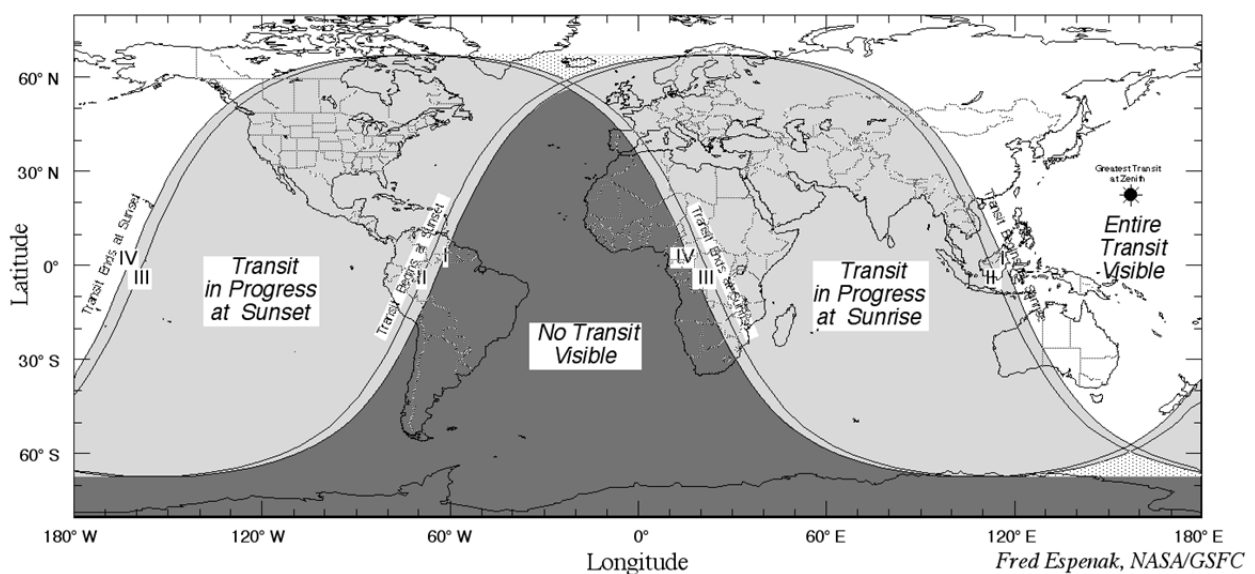 60° N
30° N
0°
30° S
60° S
Latitude
Transit Ends at Sunset
IV
III
Transit
in Progress
at Sunset
Transit Begins at Sunset
I
II
No Transit
Visible
IV
III
Transit Ends at Sunrise
Transit
in Progress
at Sunrise
I
II
Greatest Transit
at Zenith
Entire
Transit
Visible
180° W
120° W
60° W
0°
60° E
120° E
180° E
Longitude
Fred Espenak, NASA/GSFC